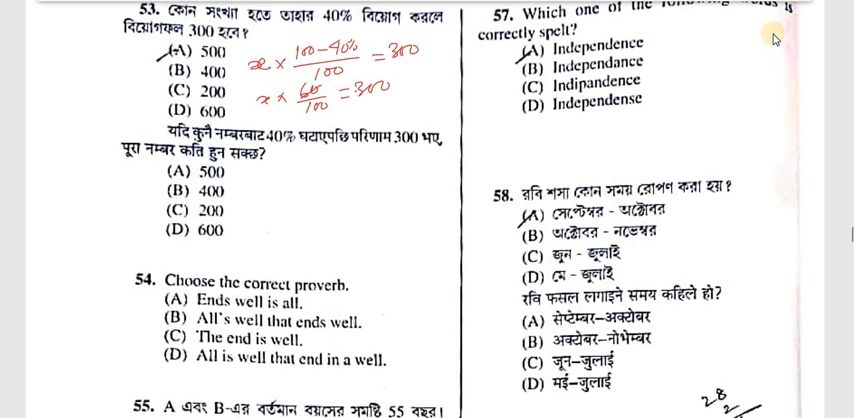 53. কোন সংখ্যা হতে তাহার 40% বিয়োগ করলে
বিয়োগফল 300 হবে ?
(A) 500
(B) 400
(C) 200
(D) 600
x × 100-40% / 100 = 300
x × 60 / 100 = 300
यदि कुनै नम्बरबाट 40% घटाएपछि परिणाम 300 भए,
पूरा नम्बर कति हुन सक्छ?
(A) 500
(B) 400
(C) 200
(D) 600
54. Choose the correct proverb.
(A) Ends well is all.
(B) All's well that ends well.
(C) The end is well.
(D) All is well that end in a well.
55. A এবং B-এর বর্তমান বয়সের সমষ্টি 55 বছর।
57. Which one of the
correctly spelt?
(A) Independence
(B) Independance
(C) Indipandence
(D) Independense
58. রবি শস্য কোন সময় রোপণ করা হয় ?
(A) সেপ্টেম্বর - অক্টোবর
(B) অক্টোবর - নভেম্বর
(C) জুন - জুলাই
(D) মে - জুলাই
रवि फसल लगाइने समय कहिले हो?
(A) सेप्टेम्बर–अक्टोबर
(B) अक्टोबर–नोभेम्बर
(C) जून–जुलाई
(D) मई–जुलाई
28
2